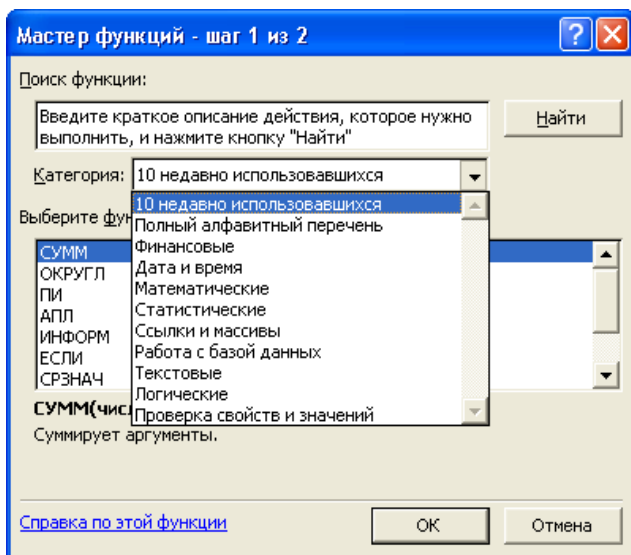 Мастер функций - шаг 1 из 2
Поиск функции:
Введите краткое описание действия, которое нужно
выполнить, и нажмите кнопку "Найти"
Найти
Категория:
10 недавно использовавшихся
10 недавно использовавшихся
Полный алфавитный перечень
Финансовые
Дата и время
Математические
Статистические
Ссылки и массивы
Работа с базой данных
Текстовые
Логические
Проверка свойств и значений
Выберите
СУММ
ОКРУГЛ
ПИ
АПЛ
ИНФОРМ
ЕСЛИ
СРЗНАЧ
Суммирует аргументы.
Справка по этой функции
ОК
Отмена